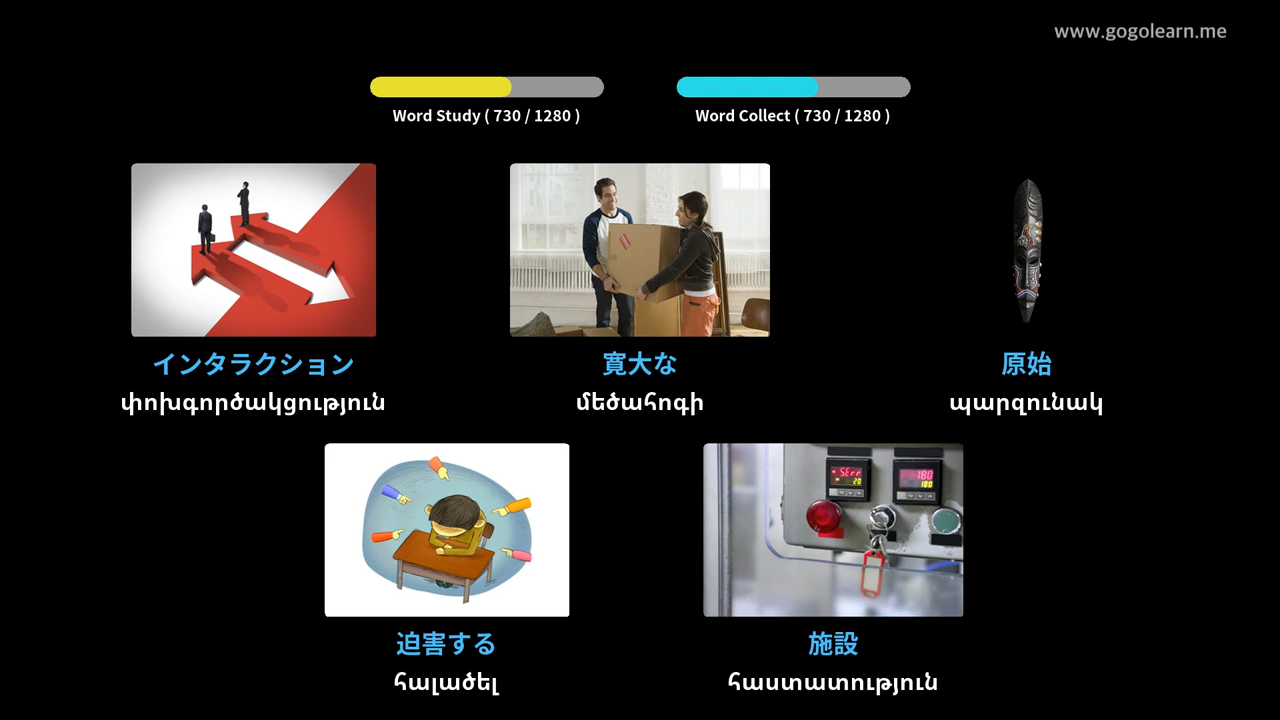 www.gogolearn.me
Word Study ( 730 / 1280 )
Word Collect ( 730 / 1280 )
インタラクション
փոխգործակցություն
寛大な
մեծահոգի
原始
պարզունակ
迫害する
հալածել
施設
հաստատություն